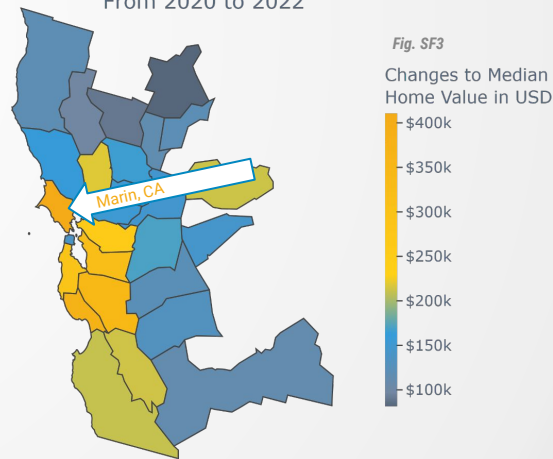 From 2020 to 2022
Fig. SF3
Changes to Median
Home Value in USD
$400k
$350k
$300k
$250k
$200k
$150k
$100k
Marin, CA